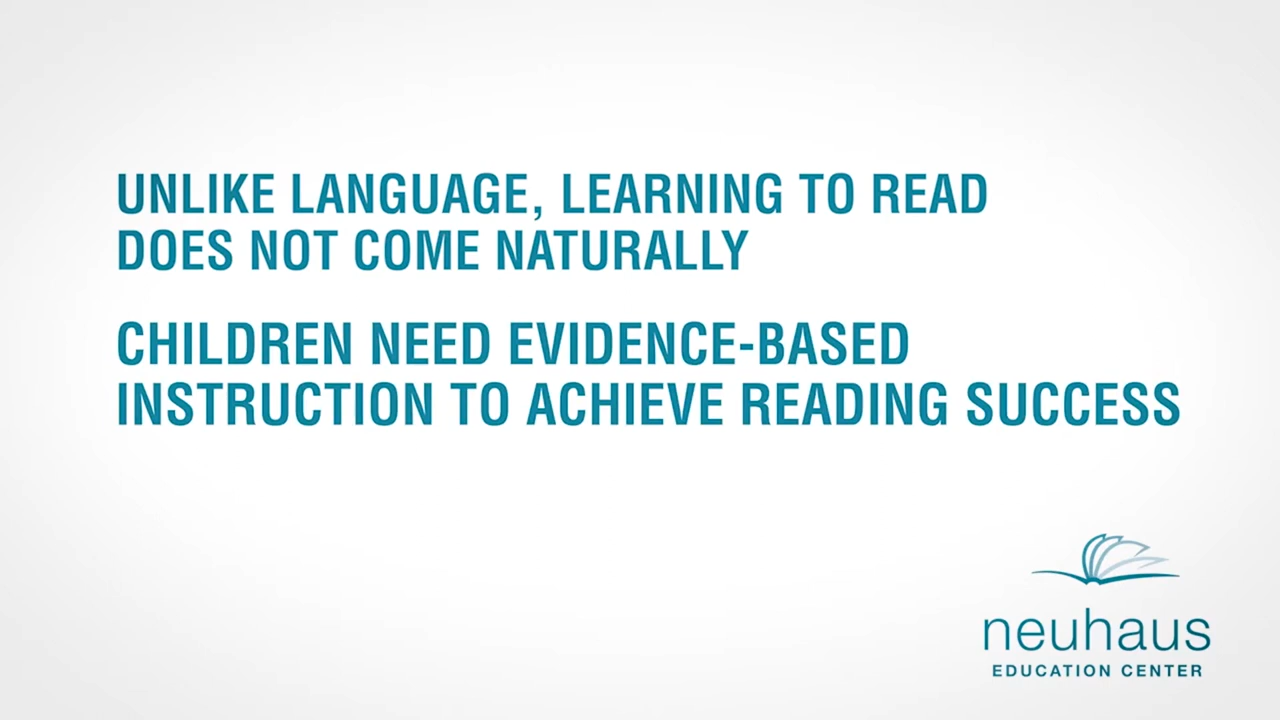 UNLIKE LANGUAGE, LEARNING TO READ
DOES NOT COME NATURALLY
CHILDREN NEED EVIDENCE-BASED
INSTRUCTION TO ACHIEVE READING SUCCESS
neuhaus
EDUCATION CENTER